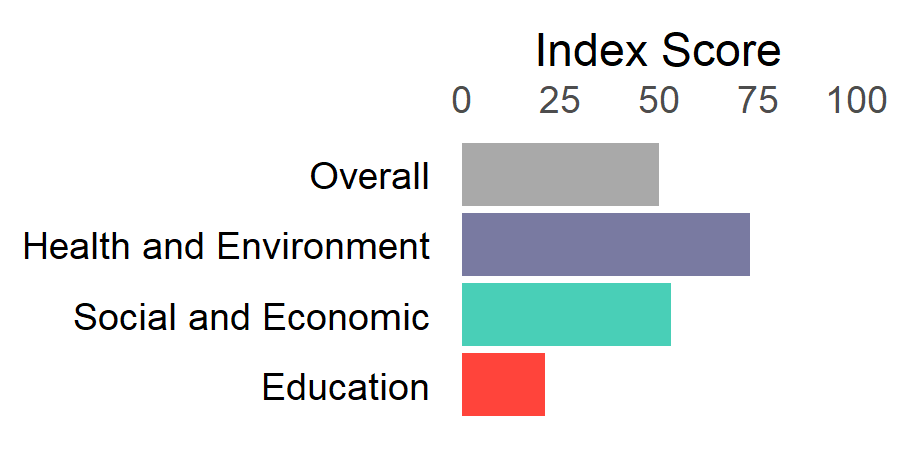 Index Score
0 25 50 75 100
Overall
Health and Environment
Social and Economic
Education